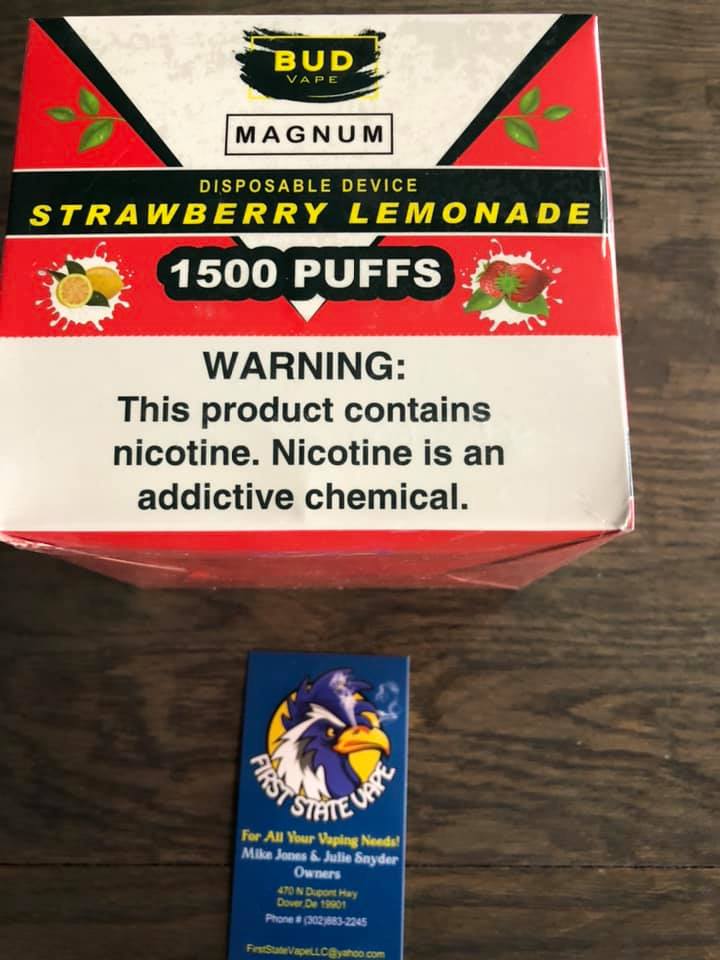 BUD
VAPE
MAGNUM
DISPOSABLE DEVICE
STRAWBERRY LEMONADE
1500 PUFFS
WARNING:
This product contains
nicotine. Nicotine is an
addictive chemical.
FIRST STATE VAPE
For All Your Vaping Needs!
Mike Jones & Julie Snyder
Owners
470 N Dupont Hwy
Dover,De 19901
Phone # (302)883-2245
FirstStateVapeLLC@yahoo.com